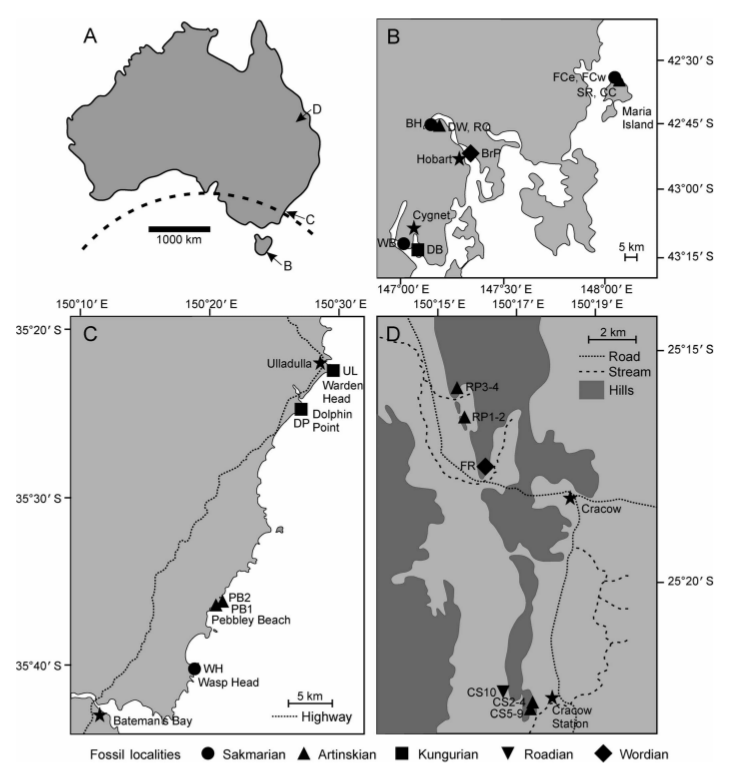 A
D
C
1000 km
B
B
42°30′ S
FCe, FCw
SR, CC
Maria
Island
BH
DW, RO
42°45′ S
Hobart
BrP
43°00′ S
Cygnet
WB
DB
5 km
43°15′ S
147°00′ E
147°30′ E
148°00′ E
150°10′ E
150°20′ E
150°30′ E
35°20′ S
C
Ulladulla
UL
Warden
Head
DP
Dolphin
Point
35°30′ S
PB2
PB1
Pebbley Beach
35°40′ S
WH
Wasp Head
5 km
Highway
Bateman's Bay
150°15′ E
150°17′ E
150°19′ E
D
2 km
25°15′ S
Road
Stream
Hills
RP3-4
RP1-2
FR
Cracow
25°20′ S
CS10
CS2-4
CS5-9
Cracow
Station
Fossil localities
Sakmarian
Artinskian
Kungurian
Roadian
Wordian